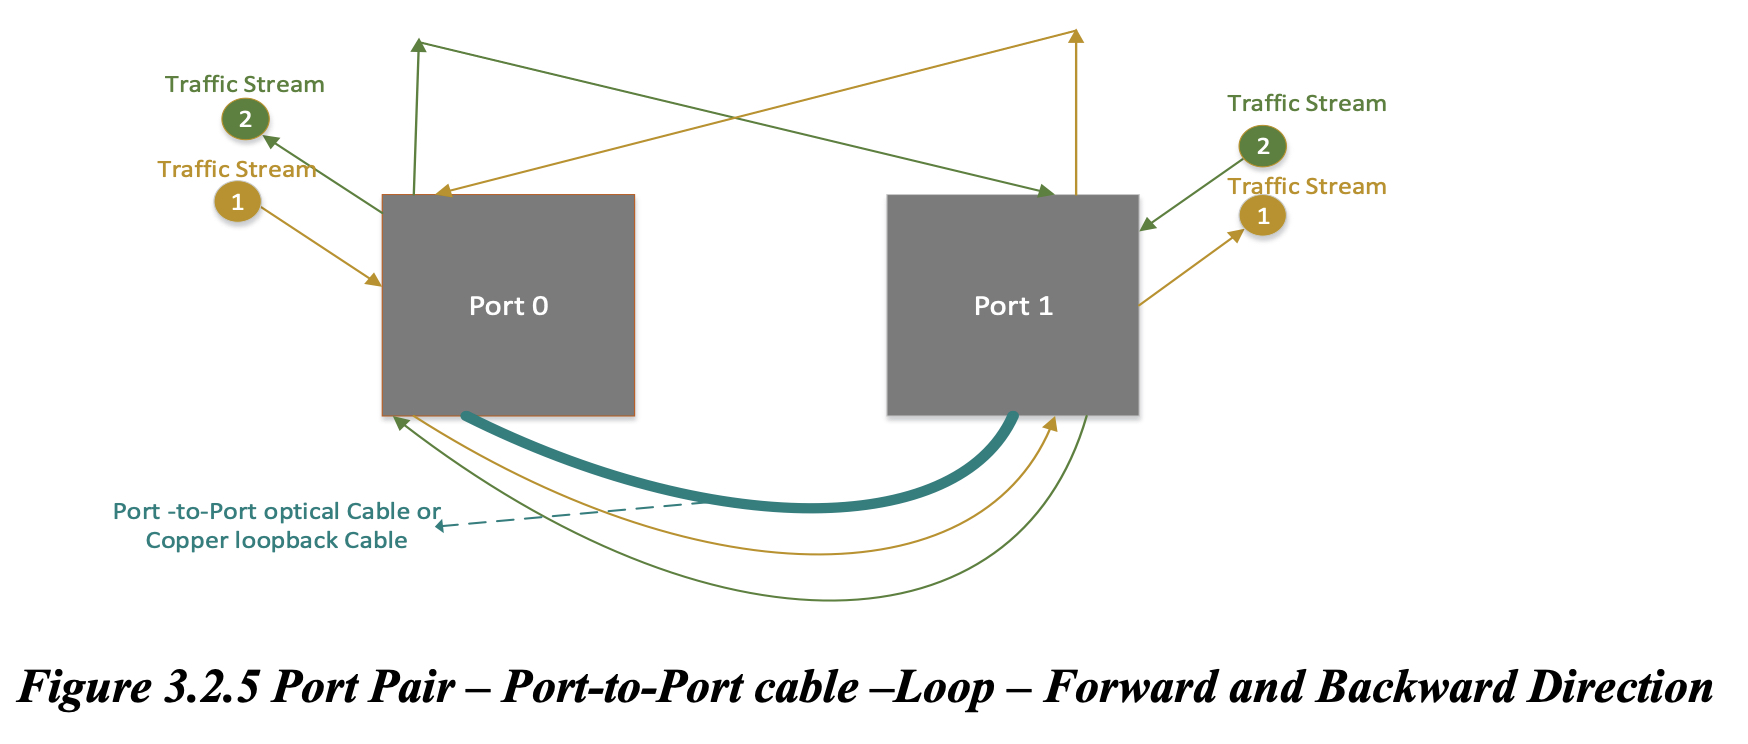 Traffic Stream
2
Traffic Stream
1
Traffic Stream
2
Traffic Stream
1
Port 0
Port 1
Port -to-Port optical Cable or
Copper loopback Cable
Figure 3.2.5 Port Pair – Port-to-Port cable –Loop – Forward and Backward Direction